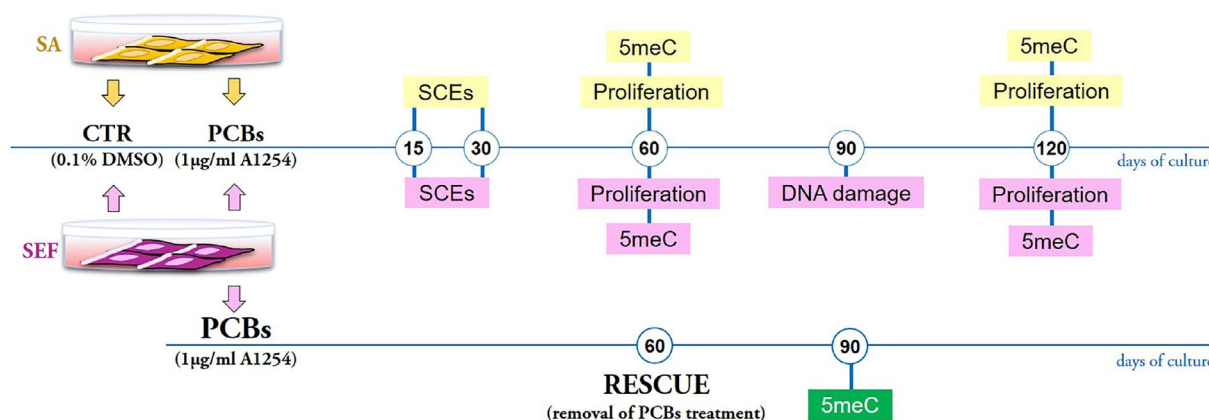 SA
CTR
(0.1% DMSO)
PCBs
(1µg/ml A1254)
SEF
5meC
5meC
SCEs
Proliferation
Proliferation
15
30
60
90
120
days of culture
SCEs
Proliferation
DNA damage
Proliferation
5meC
5meC
PCBs
(1µg/ml A1254)
60
90
days of culture
RESCUE
(removal of PCBs treatment)
5meC